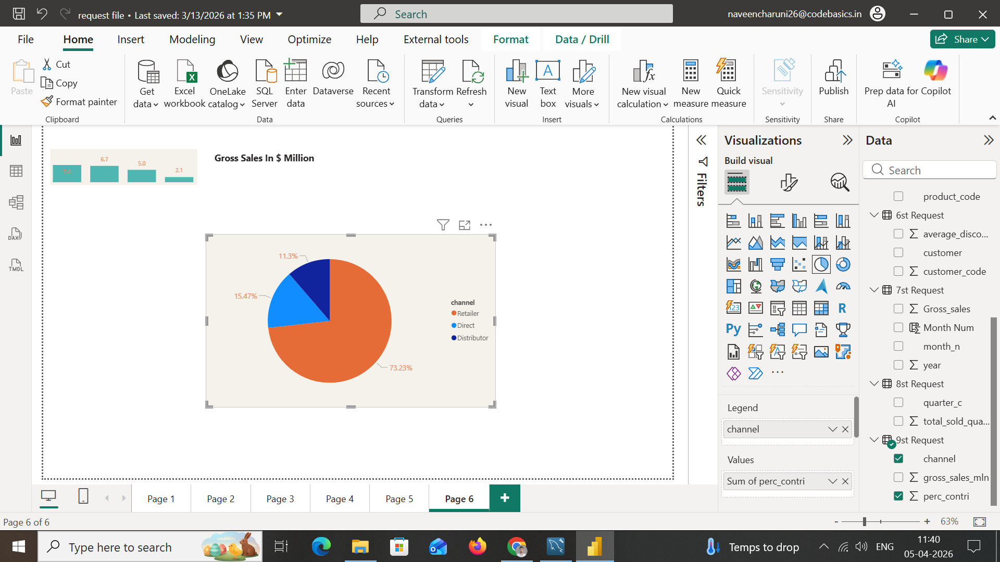 request file • Last saved: 3/13/2026 at 1:35 PM
Search
naveencharuni26@codebasics.in
File
Home
Insert
Modeling
View
Optimize
Help
External tools
Format
Data / Drill
Share
Paste
Cut
Copy
Format painter
Clipboard
Get data
Excel workbook
OneLake catalog
SQL Server
Enter data
Dataverse
Recent sources
Data
Transform data
Refresh
Queries
New visual
Text box
More visuals
Insert
New visual calculation
New measure
Quick measure
Calculations
Sensitivity
Sensitivity
Publish
Share
Prep data for AI
Copilot
Copilot
DAX
TMDL
7.0
6.7
5.0
2.1
Gross Sales In $ Million
11.3%
15.47%
73.23%
channel
Retailer
Direct
Distributor
Filters
Visualizations
Build visual
123
R
Py
Legend
channel
Values
Sum of perc_contri
Data
Search
product_code
6st Request
average_disco...
customer
customer_code
7st Request
Gross_sales
Month Num
month_n
year
8st Request
quarter_c
total_sold_qua...
9st Request
channel
gross_sales_mln
perc_contri
Page 1
Page 2
Page 3
Page 4
Page 5
Page 6
Page 6 of 6
63%
Type here to search
Temps to drop
ENG
11:40
05-04-2026